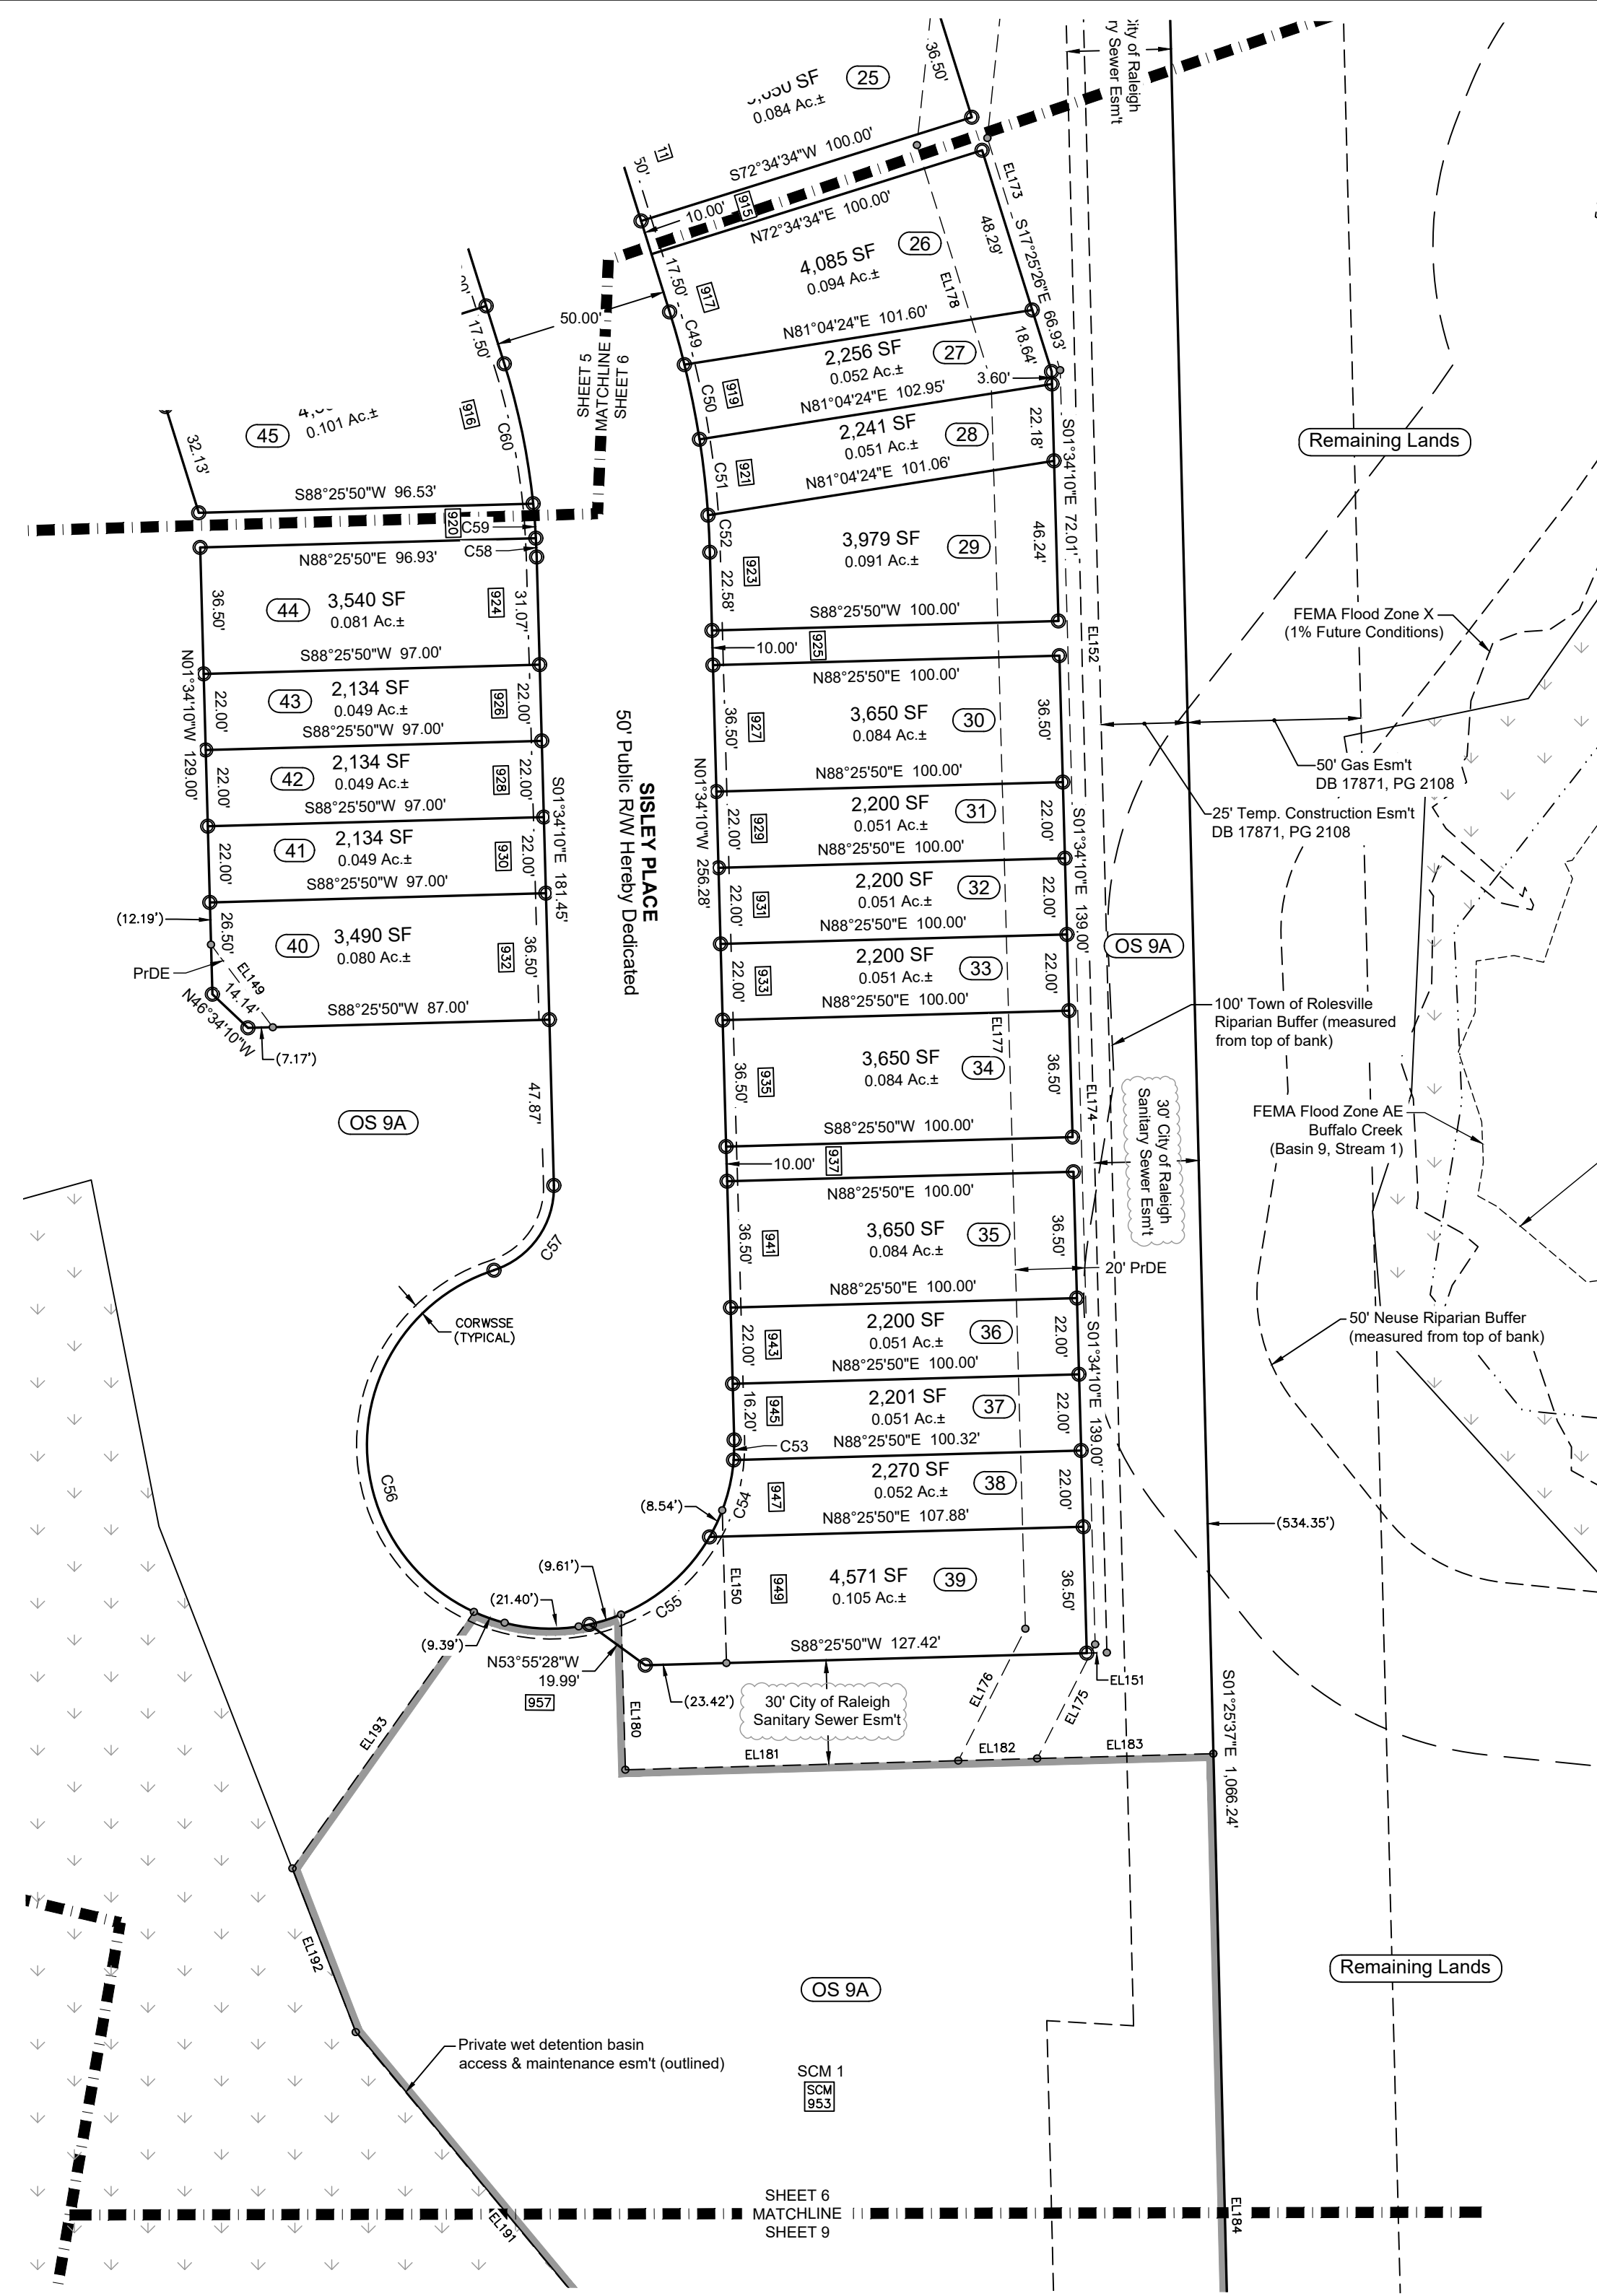 36.50'
City of Raleigh
ry Sewer Esm't
25
0.084 Ac.±
S72°34'34"W 100.00'
11
50'
10.00'
915
N72°34'34"E 100.00'
EL173
S17°25'26"E 66.93'
48.29'
26
4,085 SF
0.094 Ac.±
EL178
17.50'
917
50.00'
17.50'
N81°04'24"E 101.60'
C49
18.64'
2,256 SF
27
0.052 Ac.±
3.60'
SHEET 5
MATCHLINE
SHEET 6
919
C50
N81°04'24"E 102.95'
916
C60
45
0.101 Ac.±
32.13'
2,241 SF
28
0.051 Ac.±
22.18'
S01°34'10"E 72.01'
921
C51
N81°04'24"E 101.06'
Remaining Lands
S88°25'50"W 96.53'
920
C59
C58
N88°25'50"E 96.93'
C52
3,979 SF
29
0.091 Ac.±
46.24'
923
22.58'
S88°25'50"W 100.00'
36.50'
44
3,540 SF
0.081 Ac.±
924
31.07'
FEMA Flood Zone X
(1% Future Conditions)
EL152
S88°25'50"W 97.00'
10.00'
925
N88°25'50"E 100.00'
N01°34'10"W 129.00'
22.00'
43
2,134 SF
0.049 Ac.±
926
22.00'
S88°25'50"W 97.00'
36.50'
927
3,650 SF
30
0.084 Ac.±
36.50'
22.00'
42
2,134 SF
0.049 Ac.±
928
22.00'
S88°25'50"W 97.00'
SISLEY PLACE
50' Public R/W Hereby Dedicated
N88°25'50"E 100.00'
50' Gas Esm't
DB 17871, PG 2108
25' Temp. Construction Esm't
DB 17871, PG 2108
N01°34'10"W 256.28'
22.00'
929
2,200 SF
31
0.051 Ac.±
22.00'
S01°34'10"E 139.00'
S01°34'10"E 181.45'
22.00'
41
2,134 SF
0.049 Ac.±
930
22.00'
N88°25'50"E 100.00'
S88°25'50"W 97.00'
22.00'
931
2,200 SF
32
0.051 Ac.±
22.00'
(12.19')
26.50'
40
3,490 SF
0.080 Ac.±
932
36.50'
N88°25'50"E 100.00'
OS 9A
PrDE
EL149
14.14'
N46°34'10"W
22.00'
933
2,200 SF
33
0.051 Ac.±
22.00'
S88°25'50"W 87.00'
N88°25'50"E 100.00'
100' Town of Rolesville
Riparian Buffer (measured
from top of bank)
(7.17')
EL177
36.50'
935
3,650 SF
34
0.084 Ac.±
36.50'
EL174
47.87'
OS 9A
S88°25'50"W 100.00'
30' City of Raleigh
Sanitary Sewer Esm't
FEMA Flood Zone AE
Buffalo Creek
(Basin 9, Stream 1)
10.00'
937
N88°25'50"E 100.00'
36.50'
941
3,650 SF
35
0.084 Ac.±
36.50'
C57
20' PrDE
N88°25'50"E 100.00'
CORWSSE
(TYPICAL)
22.00'
943
2,200 SF
36
0.051 Ac.±
22.00'
50' Neuse Riparian Buffer
(measured from top of bank)
N88°25'50"E 100.00'
S01°34'10"E 139.00'
16.20'
945
2,201 SF
37
0.051 Ac.±
22.00'
C53
N88°25'50"E 100.32'
C56
(8.54')
C54
947
2,270 SF
38
0.052 Ac.±
22.00'
N88°25'50"E 107.88'
(534.35')
(9.61')
(21.40')
EL150
949
4,571 SF
39
0.105 Ac.±
36.50'
C55
(9.39')
S88°25'50"W 127.42'
N53°55'28"W
19.99'
957
EL151
(23.42')
30' City of Raleigh
Sanitary Sewer Esm't
EL176
EL175
EL180
EL193
EL181
EL182
EL183
S01°25'37"E 1,066.24'
EL192
OS 9A
Remaining Lands
Private wet detention basin
access & maintenance esm't (outlined)
SCM 1
SCM
953
SHEET 6
MATCHLINE
SHEET 9
EL191
EL184